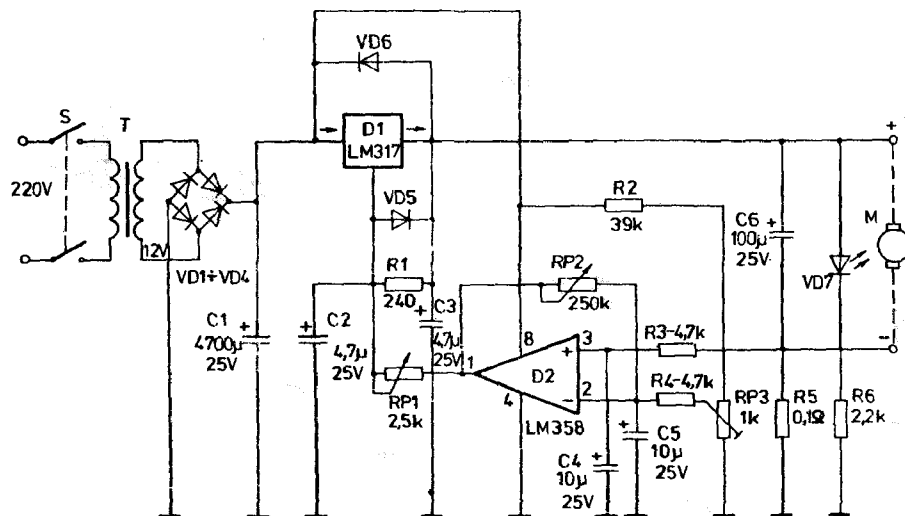 VD6
S
T
D1
LM317
220V
VD5
R2
39k
C6
+
100µ
25V
M
+
12V
VD1÷VD4
R1
240
RP2
250k
VD7
C1
+
4700µ
25V
C2
+
4,7µ
25V
C3
+
4,7µ
25V
RP1
2,5k
1
8
4
D2
+
3
−
2
LM358
R3-4,7k
R4-4,7k
RP3
1k
R5
0,1Ω
R6
2,2k
−
C4
+
10µ
25V
C5
+
10µ
25V